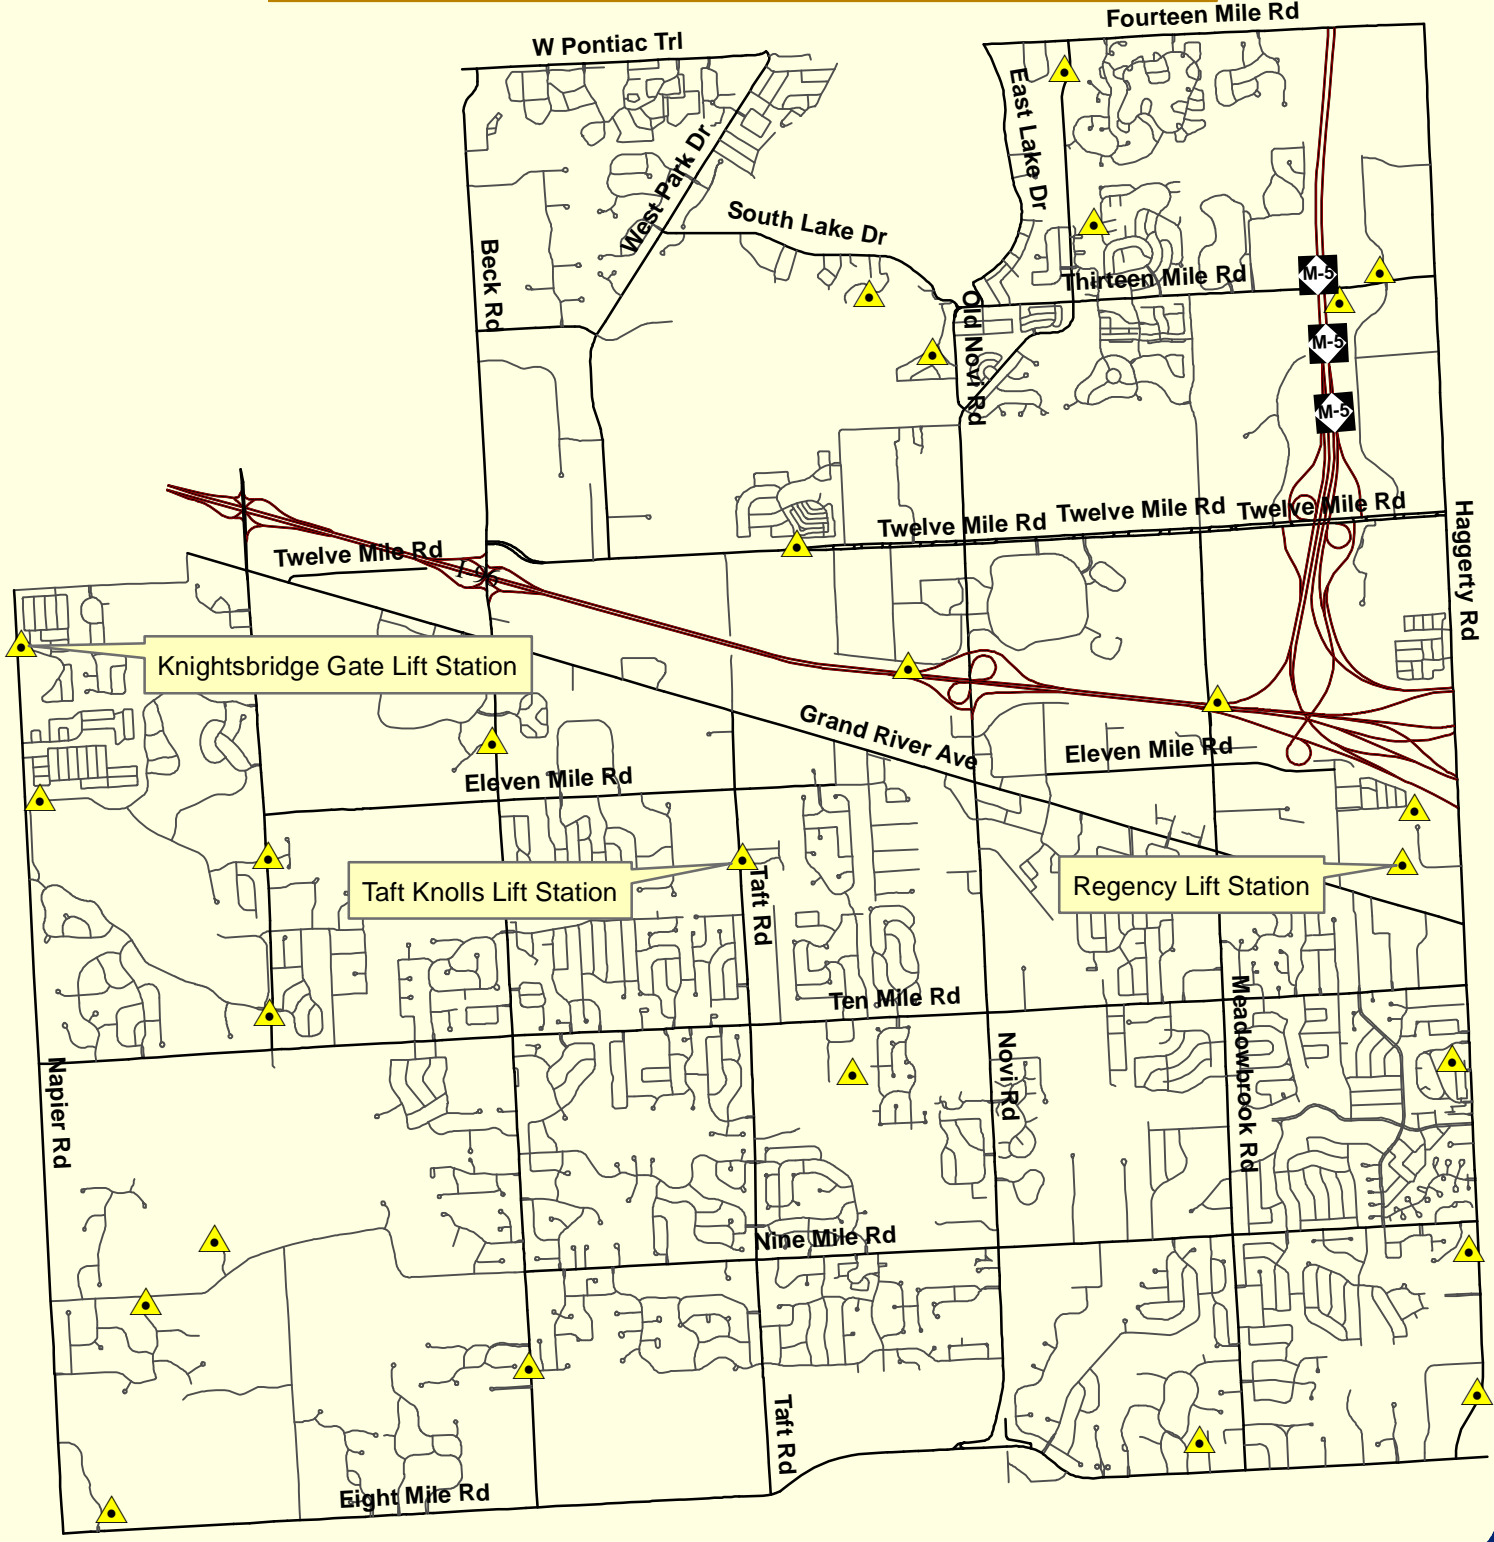 Fourteen Mile Rd
W Pontiac Trl
East Lake Dr
West Park Dr
South Lake Dr
Beck Rd
Thirteen Mile Rd
M-5
Old Novi Rd
M-5
M-5
Twelve Mile Rd
Twelve Mile Rd
Twelve Mile Rd
Haggerty Rd
Twelve Mile Rd
I-96
Knightsbridge Gate Lift Station
Grand River Ave
Eleven Mile Rd
Eleven Mile Rd
Taft Knolls Lift Station
Taft Rd
Regency Lift Station
Ten Mile Rd
Meadowbrook Rd
Novi Rd
Napier Rd
Nine Mile Rd
Taft Rd
Eight Mile Rd